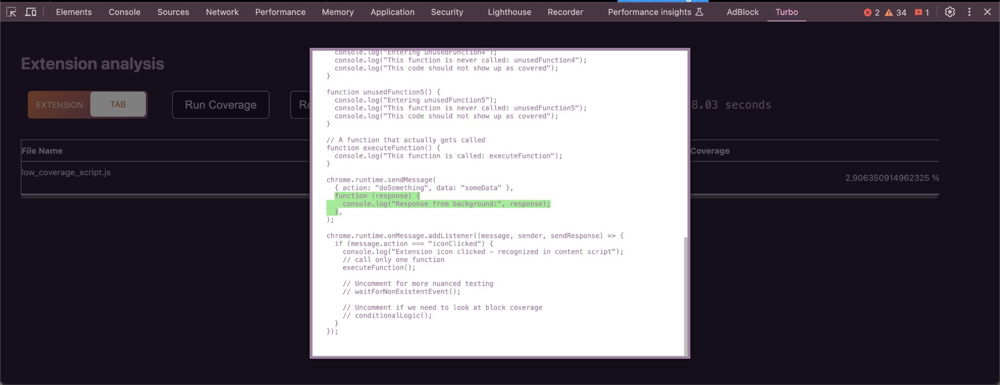 Elements Console Sources Network Performance Memory Application Security Lighthouse Recorder Performance insights AdBlock Turbo 2 34 1
Extension analysis
EXTENSION TAB Run Coverage 8.03 seconds
File Name Coverage
low_coverage_script.js 2.906350914962325 %
console.log("Entering unusedFunction4");
console.log("This function is never called: unusedFunction4");
console.log("This code should not show up as covered");
}
function unusedFunction5() {
console.log("Entering unusedFunction5");
console.log("This function is never called: unusedFunction5");
console.log("This code should not show up as covered");
}
// A function that actually gets called
function executeFunction() {
console.log("This function is called: executeFunction");
}
chrome.runtime.sendMessage(
{ action: "doSomething", data: "someData" },
function (response) {
console.log("Response from background:", response);
},
);
chrome.runtime.onMessage.addListener((message, sender, sendResponse) => {
if (message.action === "iconClicked") {
console.log("Extension icon clicked – recognized in content script");
// call only one function
executeFunction();
// Uncomment for more nuanced testing
// waitForNonExistentEvent();
// Uncomment if we need to look at block coverage
// conditionalLogic();
}
});